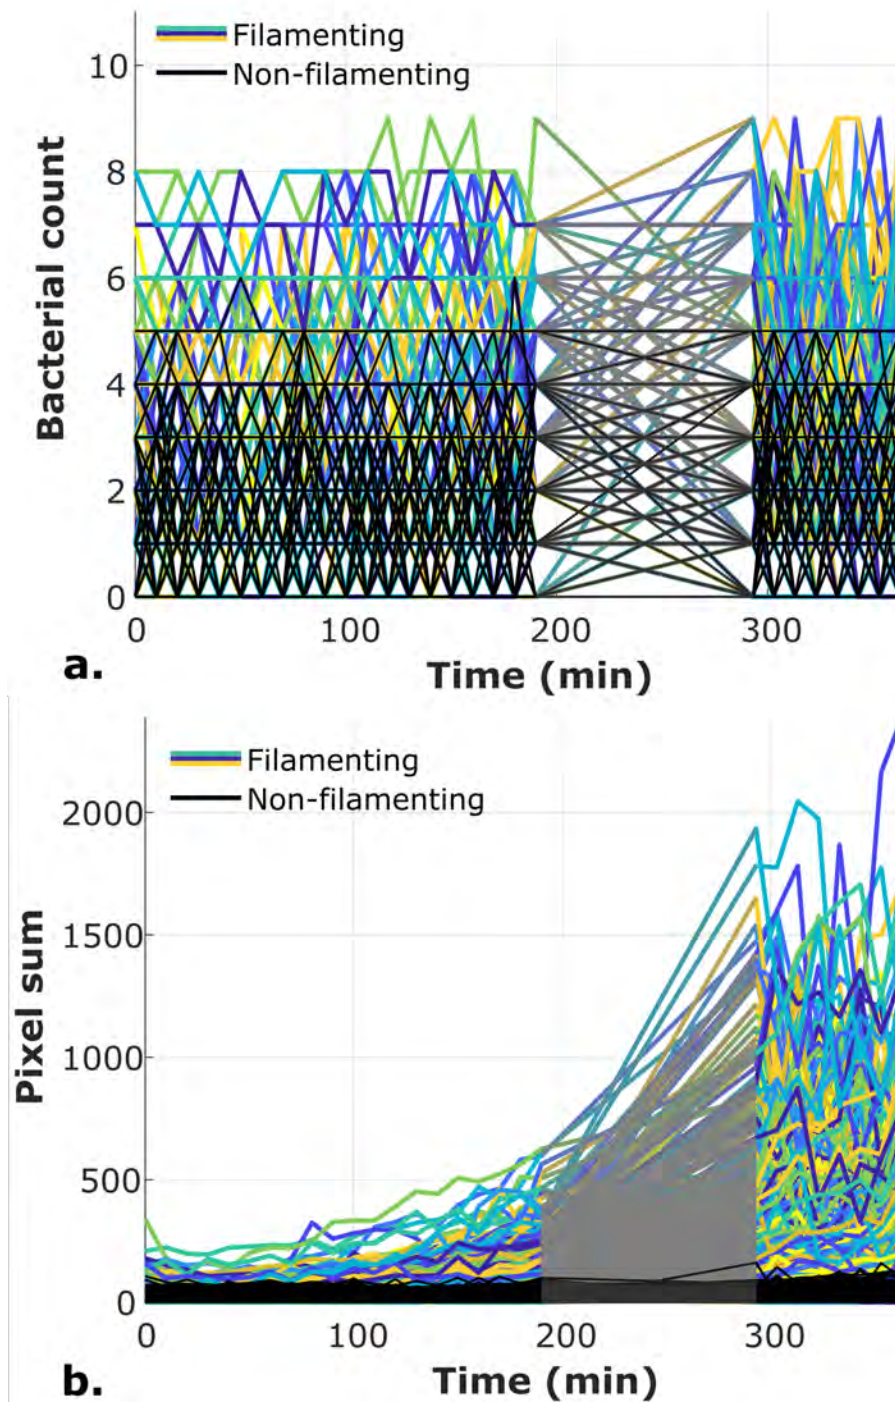 Filamenting
Non-filamenting
10
8
6
4
2
0
Bacterial count
0 100 200 300
Time (min)
a.
Filamenting
Non-filamenting
2000
1500
1000
500
0
Pixel sum
0 100 200 300
Time (min)
b.